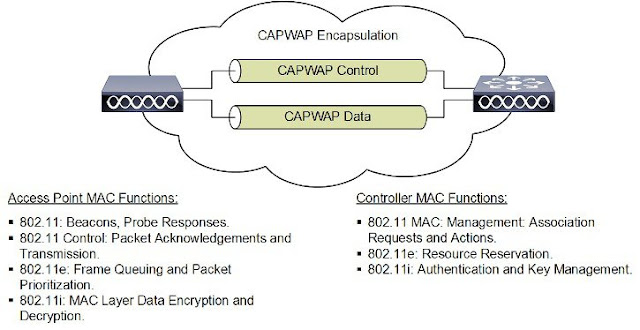 CAPWAP Encapsulation
CAPWAP Control
CAPWAP Data
Access Point MAC Functions:
▪ 802.11: Beacons, Probe Responses.
▪ 802.11 Control: Packet Acknowledgements and
Transmission.
▪ 802.11e: Frame Queuing and Packet
Prioritization.
▪ 802.11i: MAC Layer Data Encryption and
Decryption.
Controller MAC Functions:
▪ 802.11 MAC: Management: Association
Requests and Actions.
▪ 802.11e: Resource Reservation.
▪ 802.11i: Authentication and Key Management.